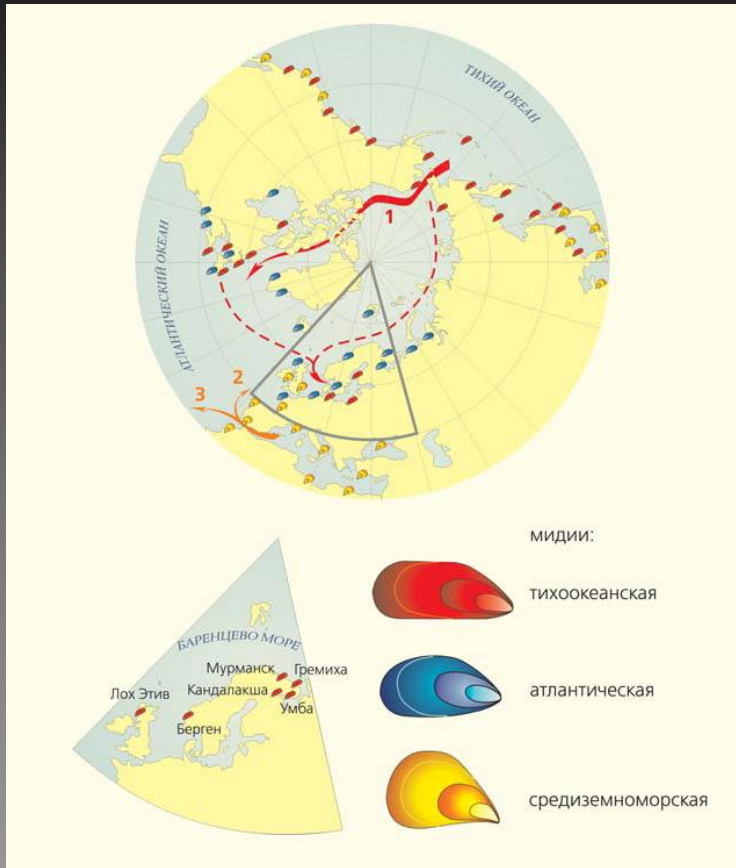 ТИХИЙ ОКЕАН
1
АТЛАНТИЧЕСКИЙ ОКЕАН
2
3
мидии:
тихоокеанская
БАРЕНЦЕВО МОРЕ
Мурманск
Гремиха
Лох Этив
Кандалакша
атлантическая
Умба
Берген
средиземноморская